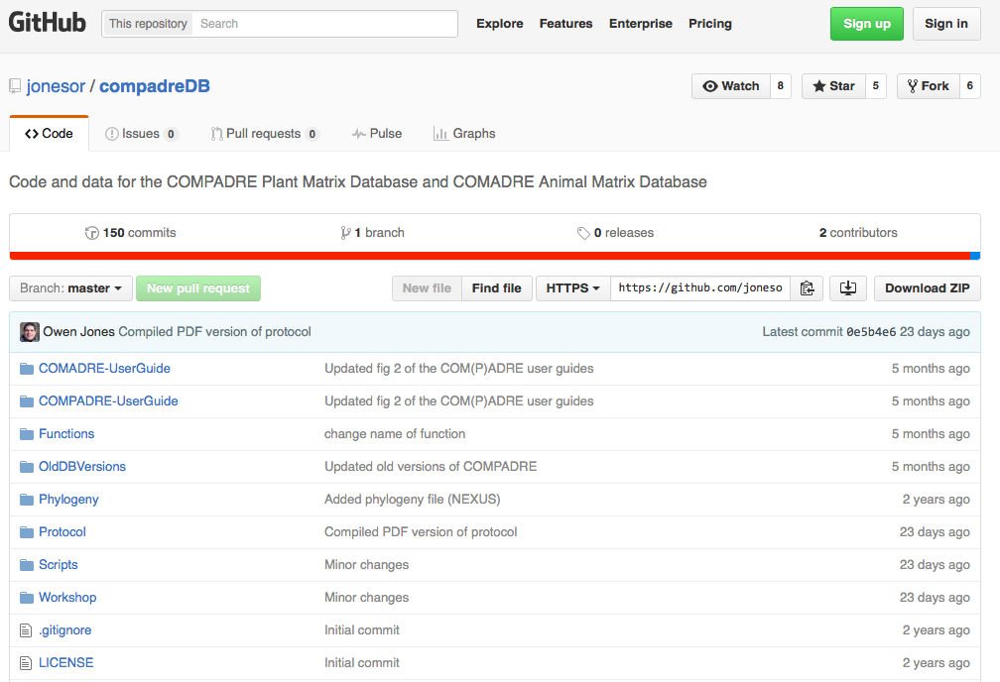 GitHub This repository Search Explore Features Enterprise Pricing Sign up Sign in
jonesor / compadreDB Watch 8 Star 5 Fork 6
Code Issues 0 Pull requests 0 Pulse Graphs
Code and data for the COMPADRE Plant Matrix Database and COMADRE Animal Matrix Database
150 commits 1 branch 0 releases 2 contributors
Branch: master New pull request New file Find file HTTPS https://github.com/joneso Download ZIP
Owen Jones Compiled PDF version of protocol Latest commit 0e5b4e6 23 days ago
COMADRE-UserGuide Updated fig 2 of the COM(P)ADRE user guides 5 months ago
COMPADRE-UserGuide Updated fig 2 of the COM(P)ADRE user guides 5 months ago
Functions change name of function 5 months ago
OldDBVersions Updated old versions of COMPADRE 5 months ago
Phylogeny Added phylogeny file (NEXUS) 2 years ago
Protocol Compiled PDF version of protocol 23 days ago
Scripts Minor changes 23 days ago
Workshop Minor changes 23 days ago
.gitignore Initial commit 2 years ago
LICENSE Initial commit 2 years ago